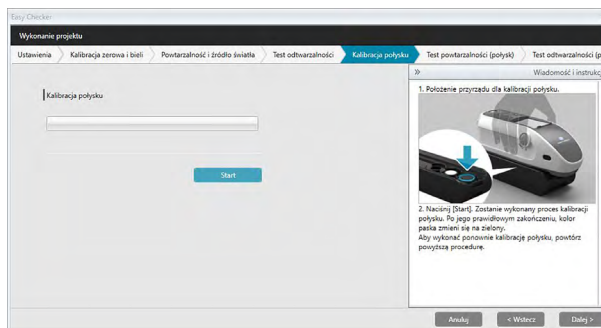 Easy Checker
Wykonanie projektu
Ustawienia Kalibracja zerowa i bieli Powtarzalność i źródło światła Test odtwarzalności Kalibracja połysku Test powtarzalności (połysk) Test odtwarzalności (p
Wiadomość i instrukc
Kalibracja połysku
Start
1. Położenie przyrządu dla kalibracji połysku.
2. Naciśnij [Start]. Zostanie wykonany proces kalibracji
połysku. Po jego prawidłowym zakończeniu, kolor
paska zmieni się na zielony.
Aby wykonać ponownie kalibrację połysku, powtórz
powyższą procedurę.
Anuluj < Wstecz Dalej >